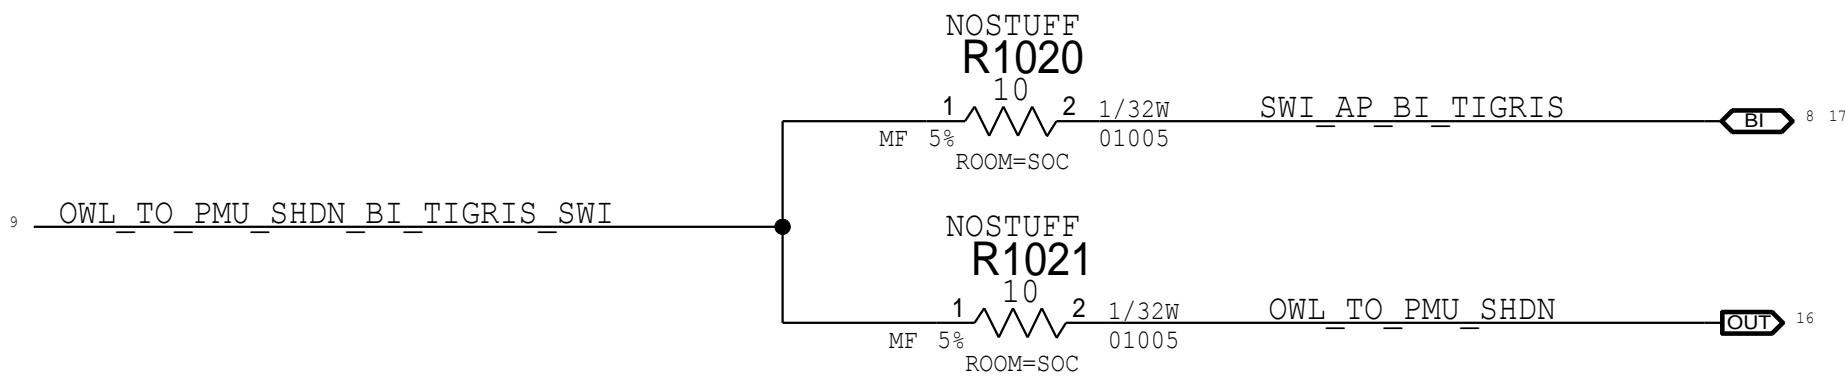 NOSTUFF
R1020
10
1 2 1/32W SWI_AP_BI_TIGRIS
BI 8 17
MF 5% 01005
ROOM=SOC
9 OWL_TO_PMU_SHDN_BI_TIGRIS_SWI
NOSTUFF
R1021
10
1 2 1/32W OWL_TO_PMU_SHDN
OUT 16
MF 5% 01005
ROOM=SOC